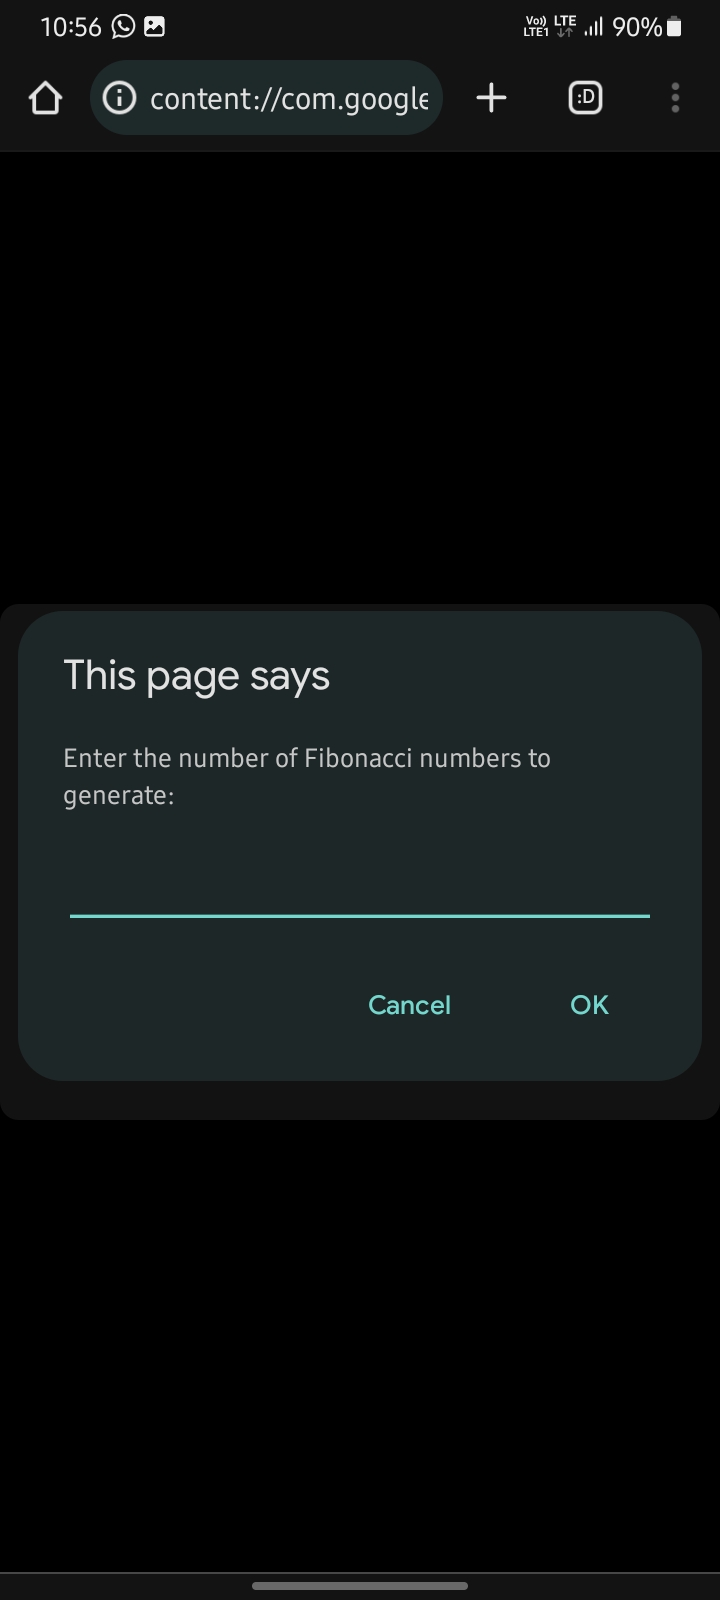 10:56 Vo)) LTE1 LTE 90%
content://com.google
:D
This page says
Enter the number of Fibonacci numbers to
generate:
Cancel OK